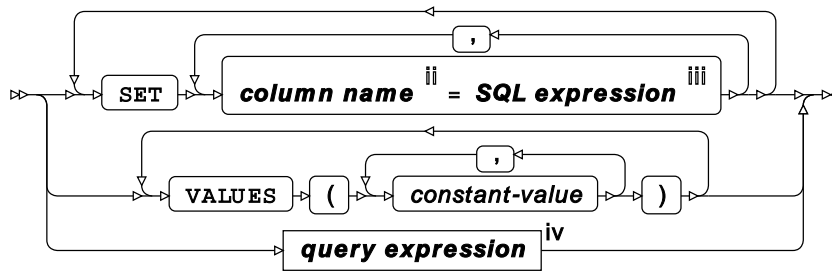 ,
SET column name ii = SQL expression iii
,
VALUES ( constant-value )
query expression iv